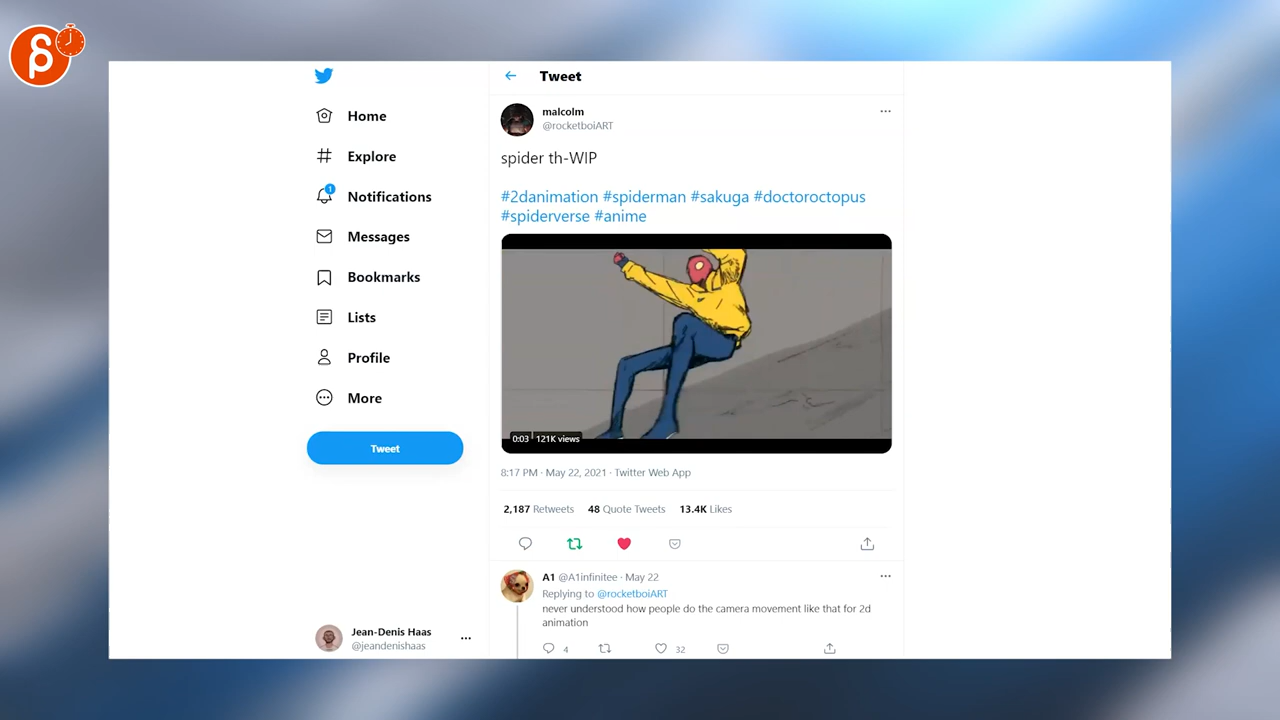 Home
Explore
1
Notifications
Messages
Bookmarks
Lists
Profile
More
Tweet
Jean-Denis Haas
@jeandenishaas
Tweet
malcolm
@rocketboiART
spider th-WIP
#2danimation #spiderman #sakuga #doctoroctopus
#spiderverse #anime
0:03 121K views
8:17 PM · May 22, 2021 · Twitter Web App
2,187 Retweets 48 Quote Tweets 13.4K Likes
A1 @A1infinitee · May 22
Replying to @rocketboiART
never understood how people do the camera movement like that for 2d
animation
4 32